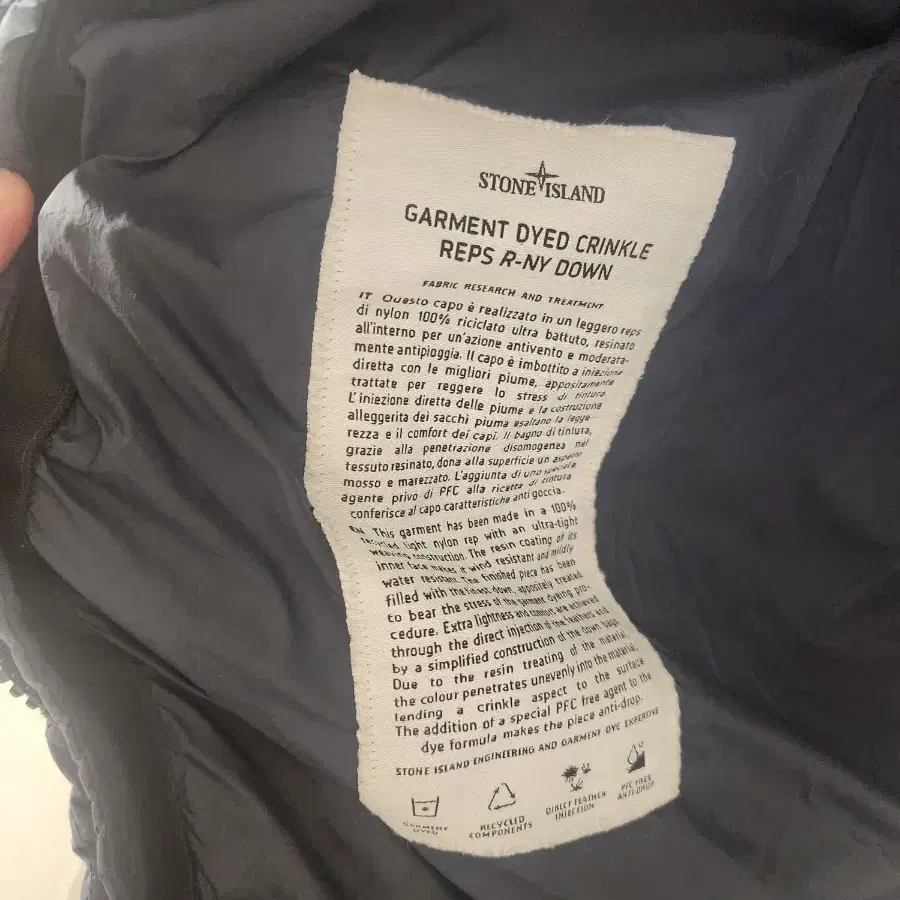 STONE ISLAND
GARMENT DYED CRINKLE
REPS R-NY DOWN
FABRIC RESEARCH AND TREATMENT
IT Questo capo è realizzato in un leggero reps
di nylon 100% riciclato ultra battuto, resinato
all'interno per un'azione antivento e moderata-
mente antipioggia. Il capo è imbottito a iniezione
diretta con le migliori piume, appositamente
trattate per reggere lo stress di tintura.
L'iniezione diretta delle piume e la costruzione
alleggerita dei sacchi piuma esaltano la legge-
rezza e il comfort dei capi. Il bagno di tintura,
grazie alla penetrazione disomogenea nel
tessuto resinato, dona alla superficie un aspetto
mosso e marezzato. L'aggiunta di uno speciale
agente privo di PFC alla ricetta di tintura
conferisce al capo caratteristiche anti goccia.
EN This garment has been made in a 100%
recycled light nylon rep with an ultra-tight
weaving construction. The resin coating of its
inner face makes it wind resistant and mildly
water resistant. The finished piece has been
filled with the finest down, appositely treated
to bear the stress of the garment dyeing pro-
cedure. Extra lightness and comfort are achieved
through the direct injection of the feathers and
by a simplified construction of the down bags.
Due to the resin treating of the material,
the colour penetrates unevenly into the material,
lending a crinkle aspect to the surface
The addition of a special PFC free agent to the
dye formula makes the piece anti-drop.
STONE ISLAND ENGINEERING AND GARMENT DYE EXPERTISE
GARMENT
DYED
RECYCLED
COMPONENTS
DIRECT FEATHER
INJECTION
PFC FREE
ANTI-DROP